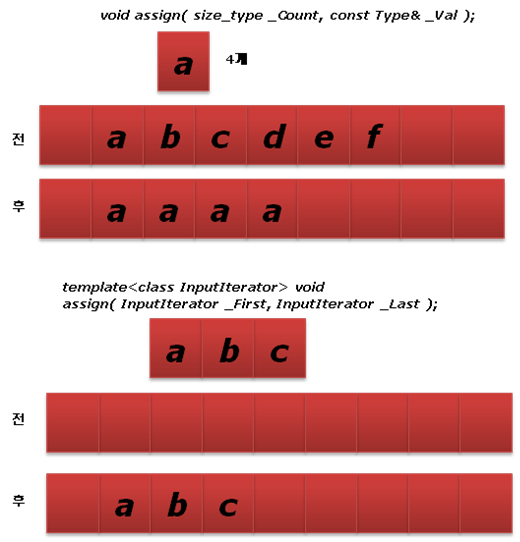 void assign( size_type _Count, const Type& _Val );
a 4개
전 a b c d e f
후 a a a a
template<class InputIterator> void
assign( InputIterator _First, InputIterator _Last );
a b c
전
후 a b c